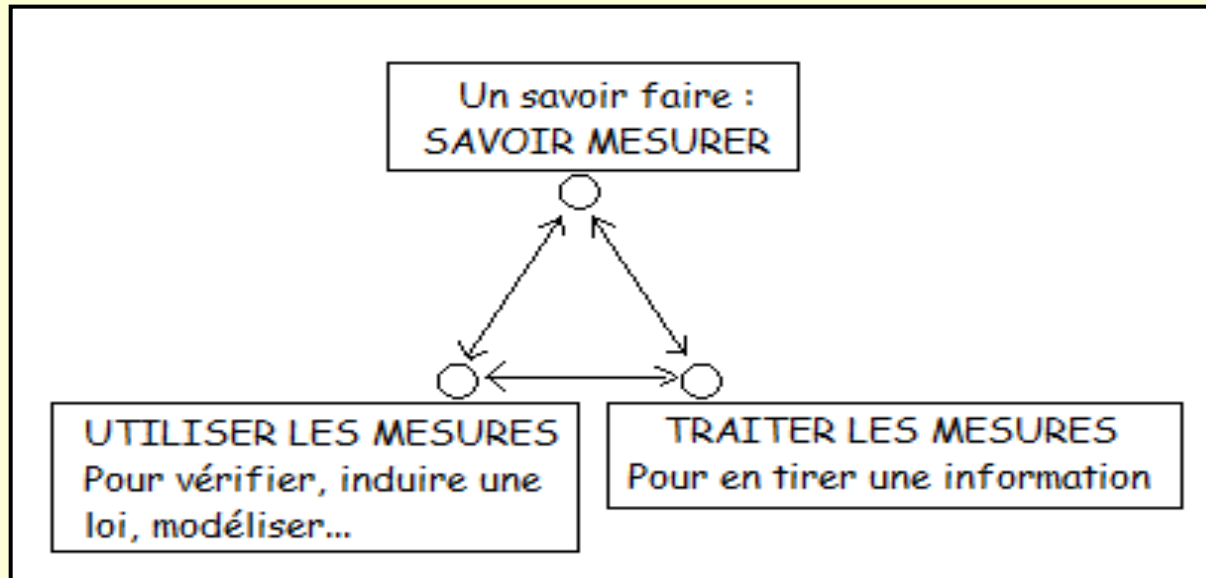 Un savoir faire :
SAVOIR MESURER
UTILISER LES MESURES
Pour vérifier, induire une
loi, modéliser...
TRAITER LES MESURES
Pour en tirer une information